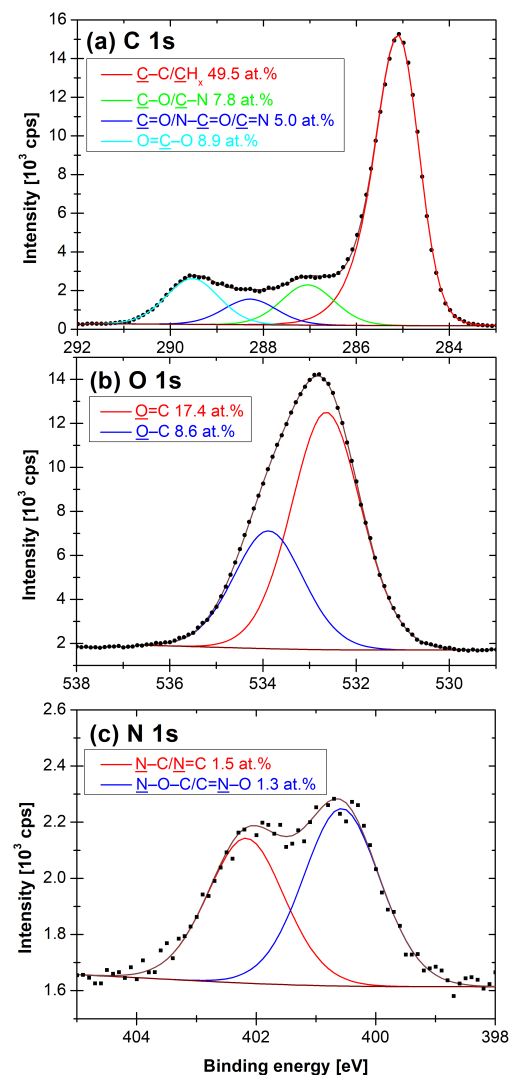 (a) C 1s
C–C/CHx 49.5 at.%
C–O/C–N 7.8 at.%
C=O/N–C=O/C=N 5.0 at.%
O=C–O 8.9 at.%
Intensity [10³ cps]
16
14
12
10
8
6
4
2
0
292 290 288 286 284
(b) O 1s
O=C 17.4 at.%
O–C 8.6 at.%
Intensity [10³ cps]
14
12
10
8
6
4
2
538 536 534 532 530
(c) N 1s
N–C/N=C 1.5 at.%
N–O–C/C=N–O 1.3 at.%
Intensity [10³ cps]
2.6
2.4
2.2
2.0
1.8
1.6
404 402 400 398
Binding energy [eV]